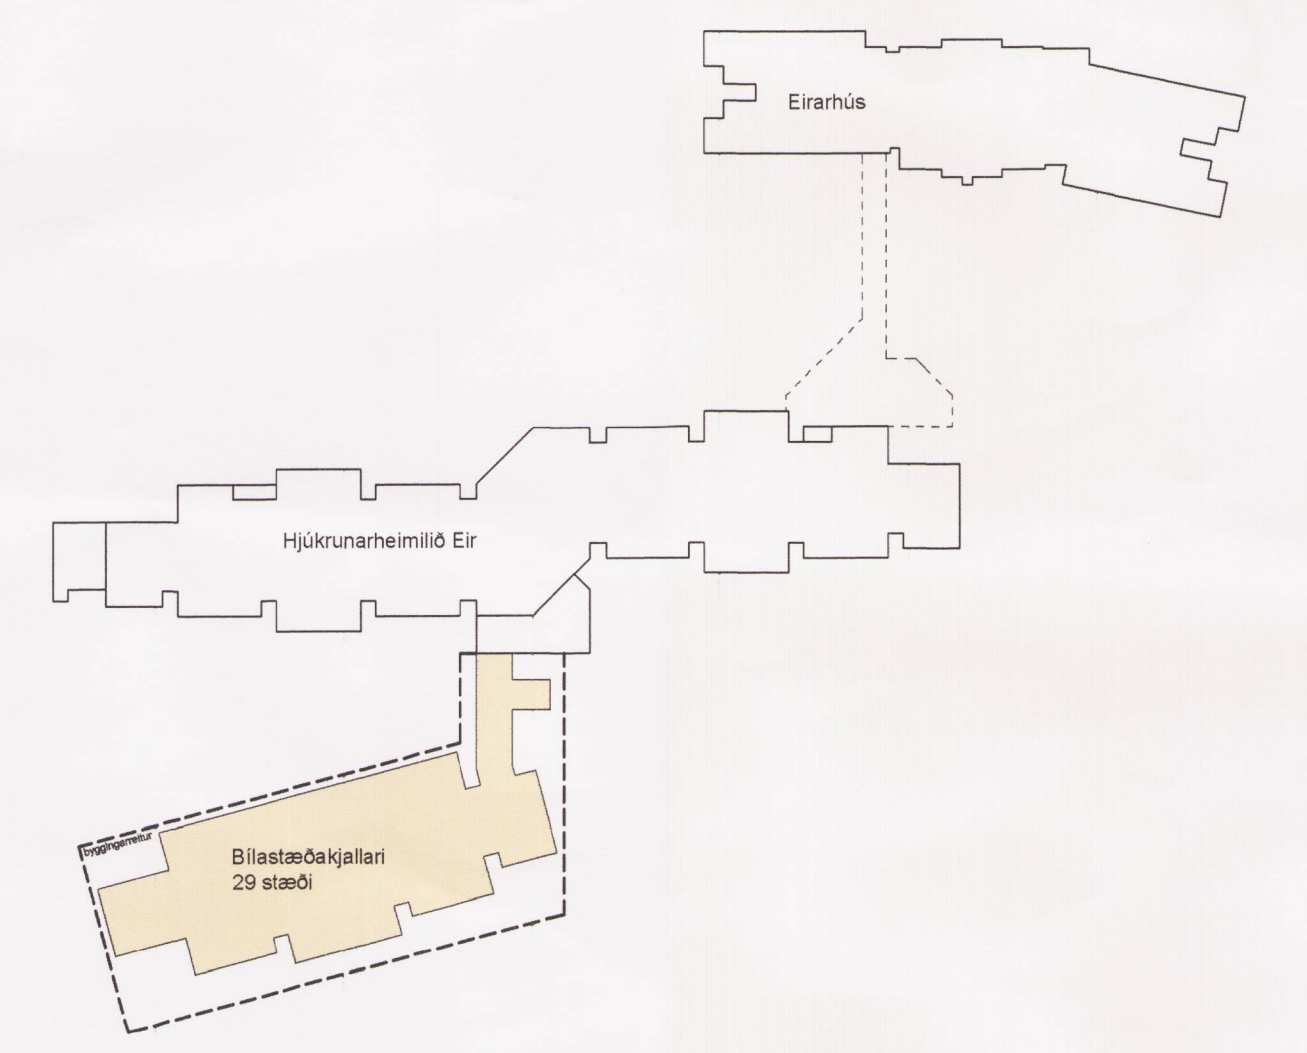 Eirarhús
Hjúkrunarheimilið Eir
byggingarreitur
Bílastæðakjallari
29 stæði